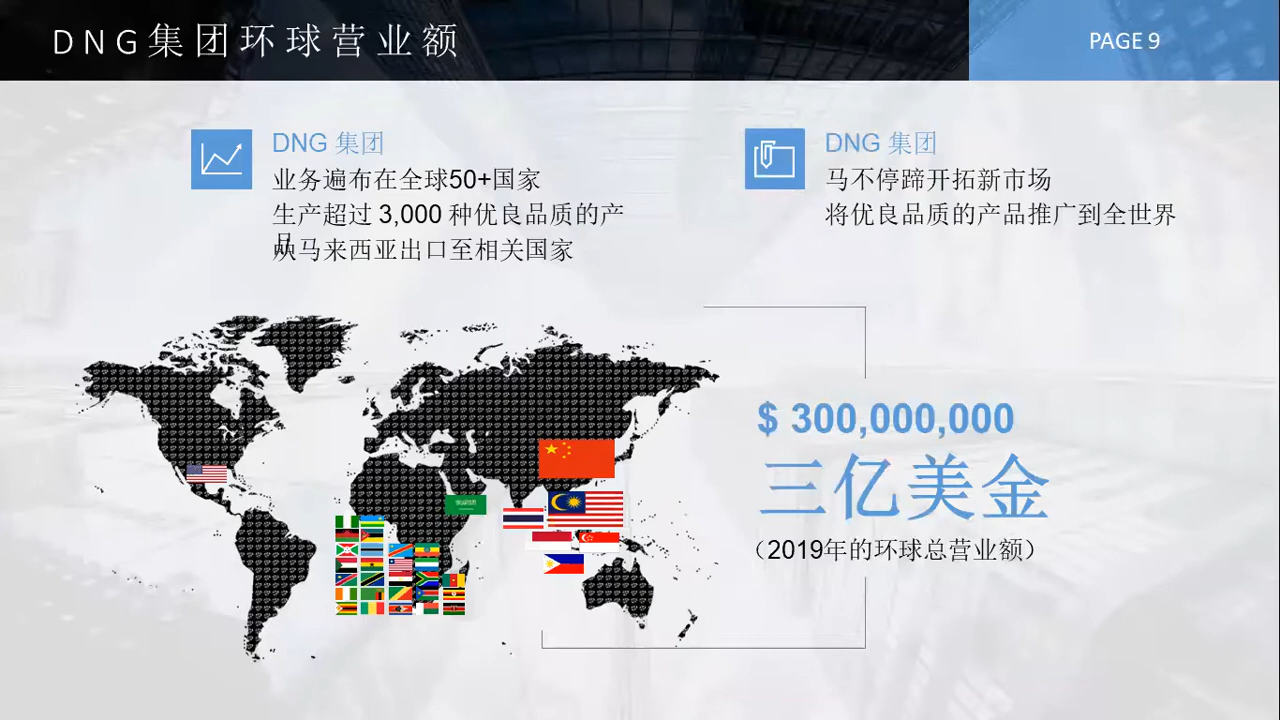 DNG集团环球营业额
PAGE 9
DNG 集团
业务遍布在全球50+国家
生产超过 3,000 种优良品质的产
品
从马来西亚出口至相关国家
DNG 集团
马不停蹄开拓新市场
将优良品质的产品推广到全世界
$ 300,000,000
三亿美金
（2019年的环球总营业额）